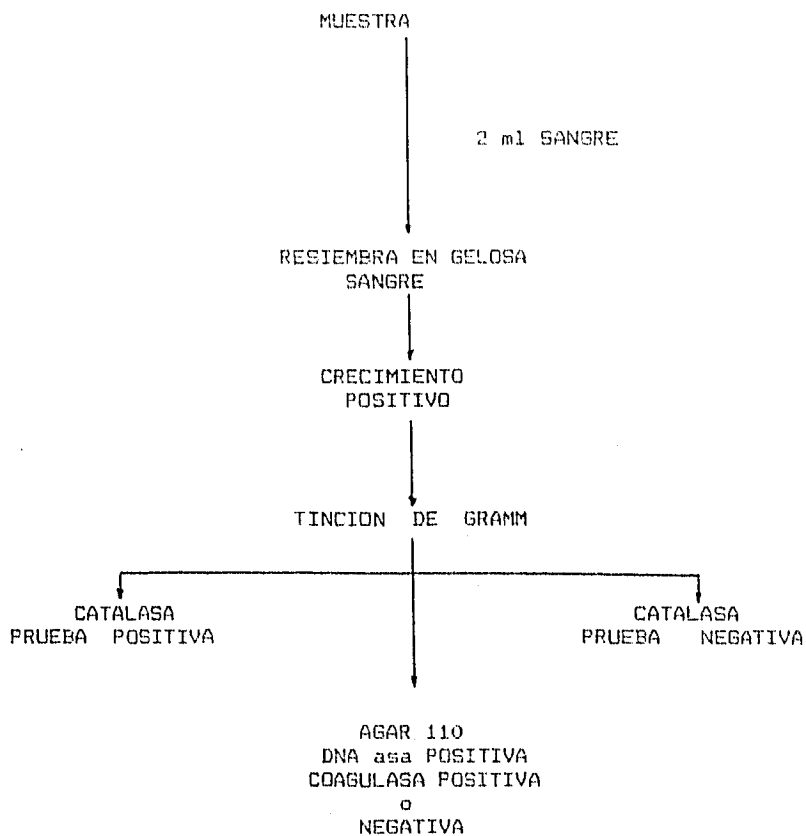 MUESTRA
2 ml SANGRE
RESIEMBRA EN GELOSA
SANGRE
CRECIMIENTO
POSITIVO
TINCION DE GRAMM
CATALASA
PRUEBA POSITIVA
CATALASA
PRUEBA NEGATIVA
AGAR 110
DNA asa POSITIVA
COAGULASA POSITIVA
o
NEGATIVA